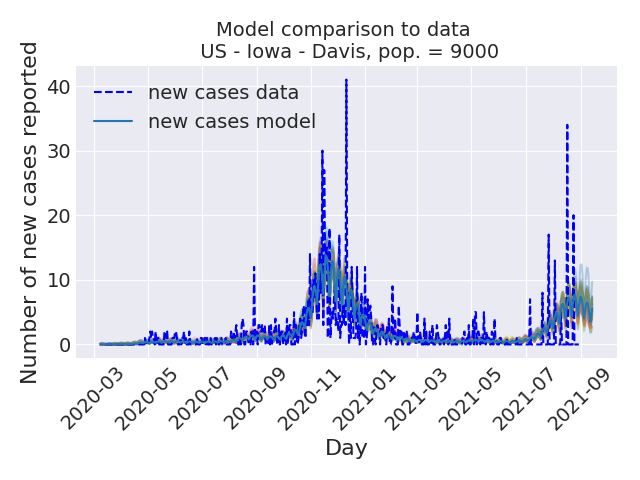 Model comparison to data
US - Iowa - Davis, pop. = 9000
Number of new cases reported
40
30
20
10
0
new cases data
new cases model
2020-03
2020-05
2020-07
2020-09
2020-11
2021-01
2021-03
2021-05
2021-07
2021-09
Day